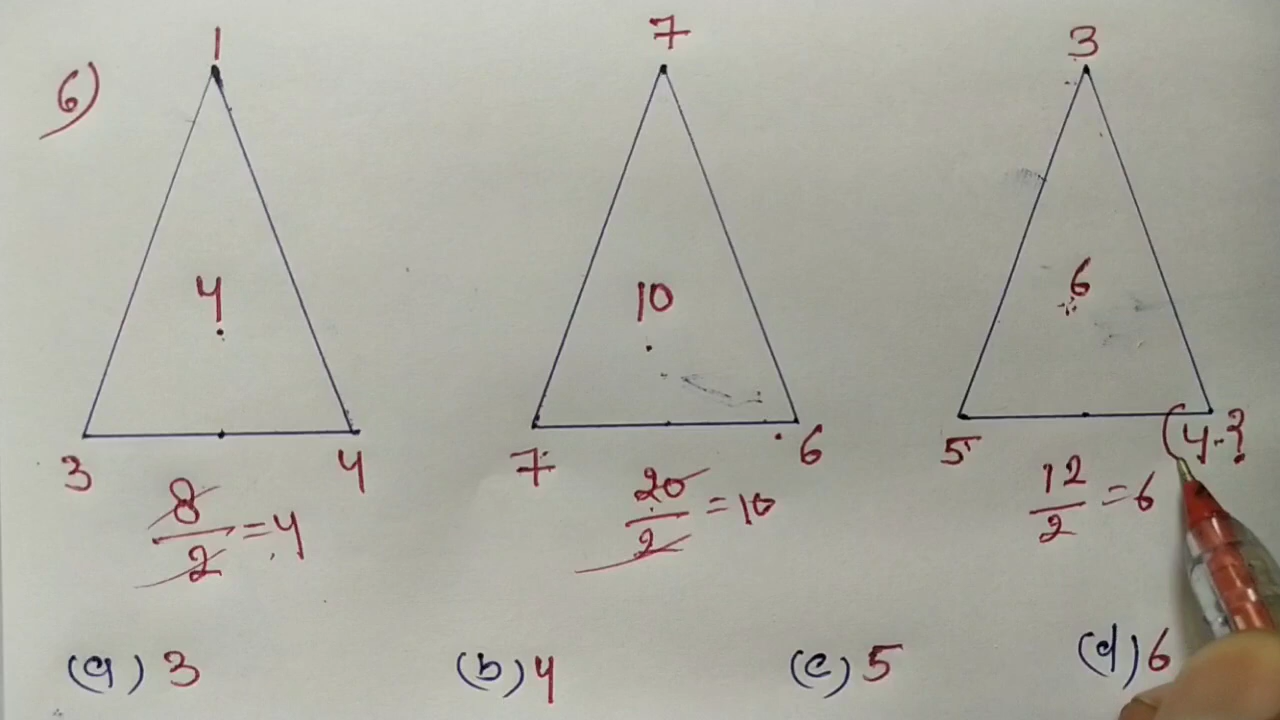 6)
1 7 3
4 10 6
3 4 7 6 5 4 ?
8/2 = 4 20/2 = 10 12/2 = 6
(a) 3 (b) 4 (c) 5 (d) 6